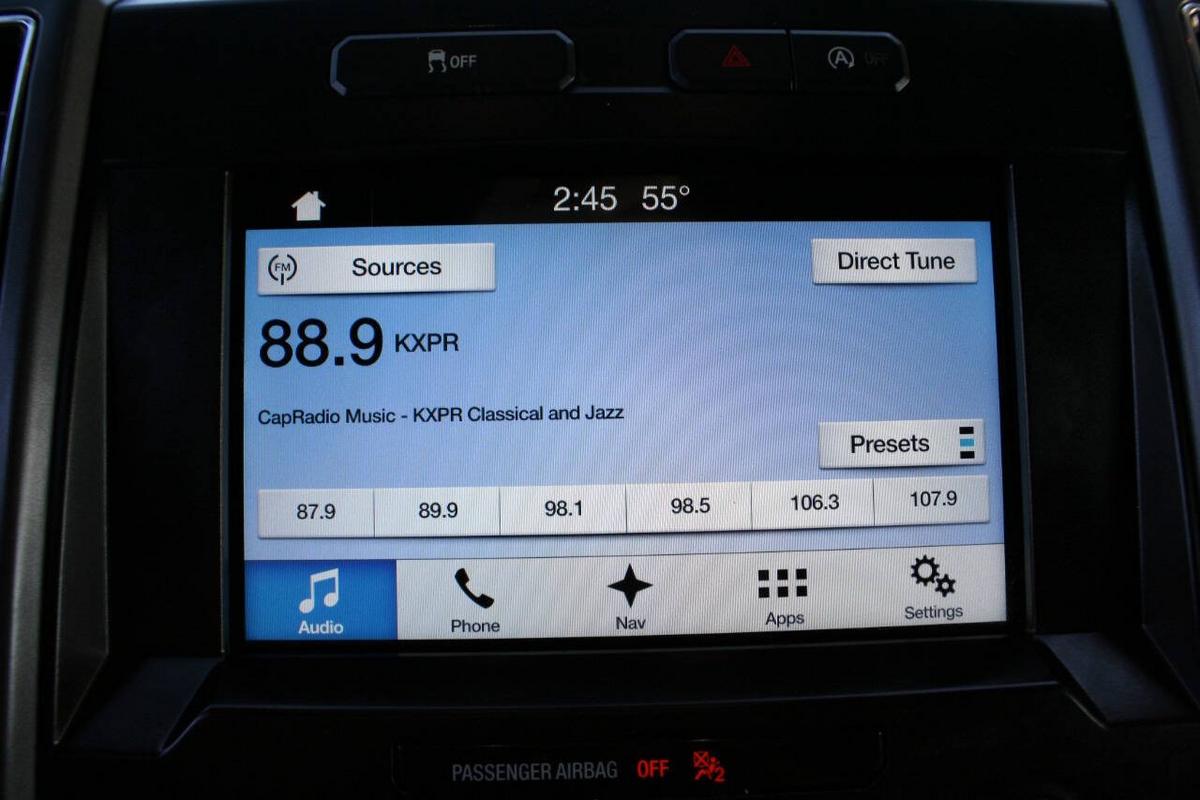 OFF
A OFF
2:45 55°
FM Sources
Direct Tune
88.9 KXPR
CapRadio Music - KXPR Classical and Jazz
Presets
87.9 89.9 98.1 98.5 106.3 107.9
Audio Phone Nav Apps Settings
PASSENGER AIRBAG OFF 2